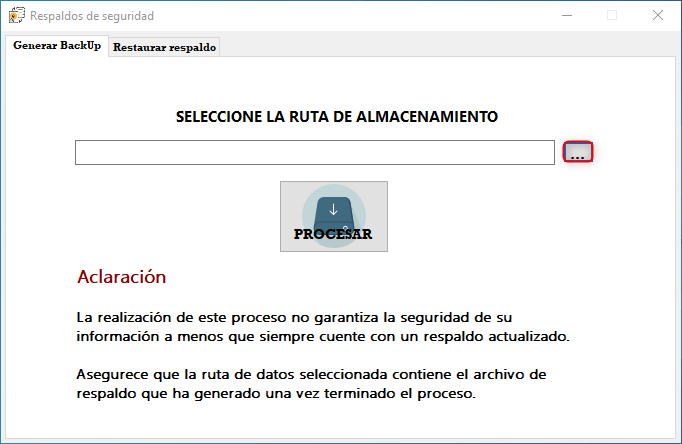 Respaldos de seguridad
Generar BackUp
Restaurar respaldo
SELECCIONE LA RUTA DE ALMACENAMIENTO
...
PROCESAR
Aclaración
La realización de este proceso no garantiza la seguridad de su
información a menos que siempre cuente con un respaldo actualizado.
Asegurece que la ruta de datos seleccionada contiene el archivo de
respaldo que ha generado una vez terminado el proceso.